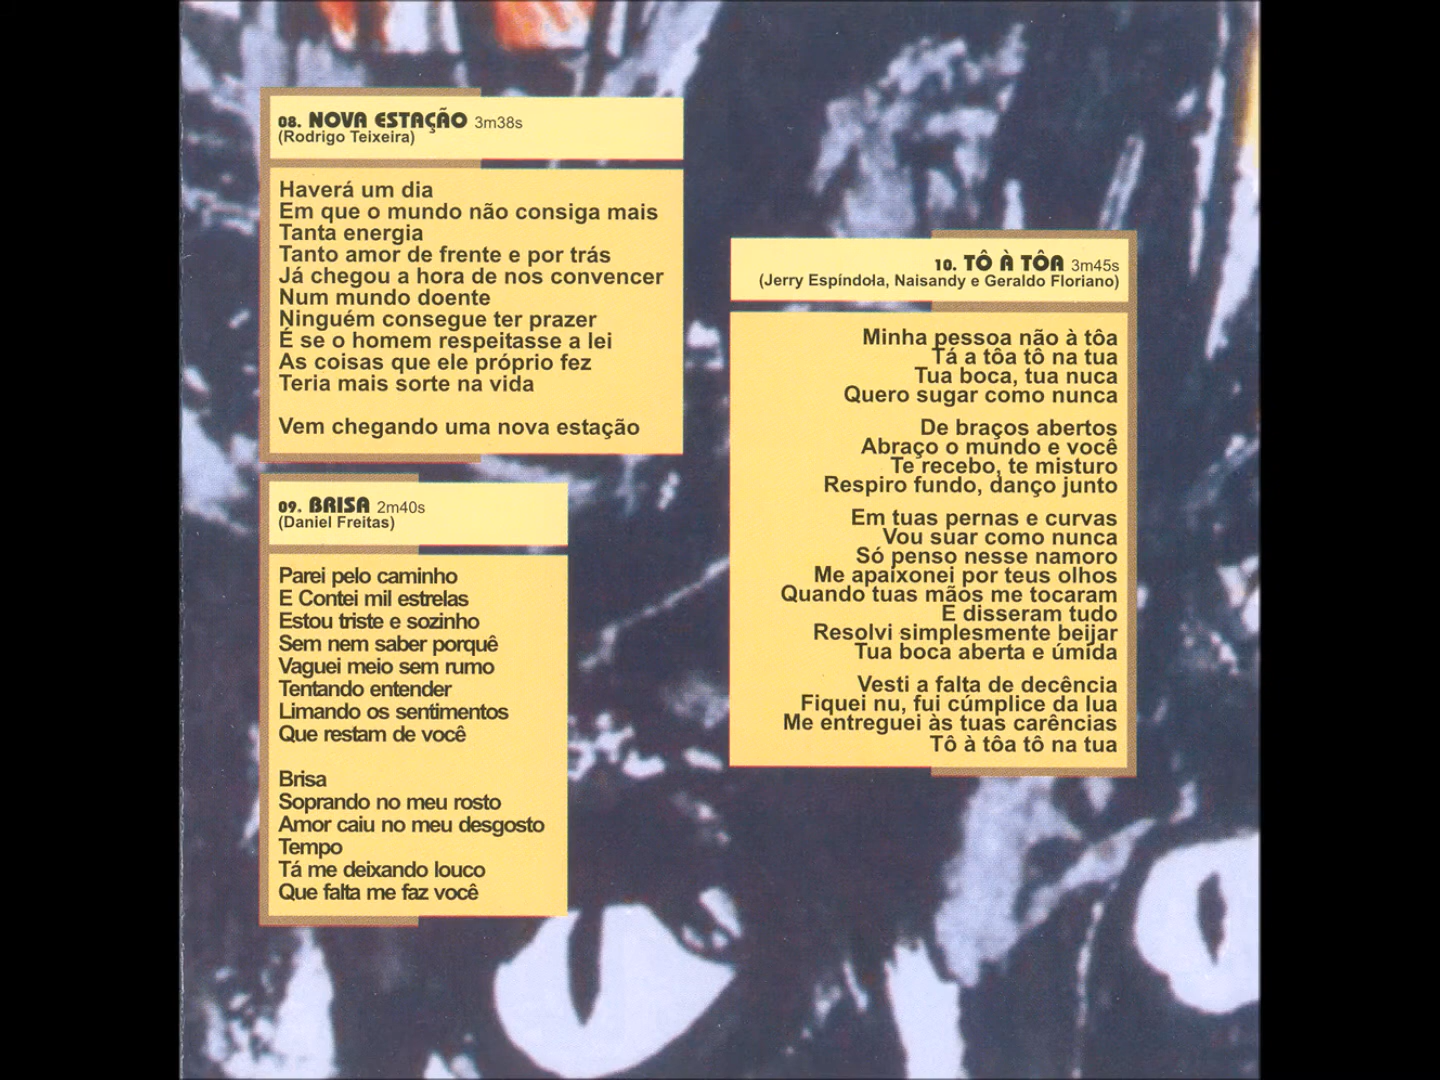 08. NOVA ESTAÇÃO 3m38s
(Rodrigo Teixeira)
Haverá um dia
Em que o mundo não consiga mais
Tanta energia
Tanto amor de frente e por trás
Já chegou a hora de nos convencer
Num mundo doente
Ninguém consegue ter prazer
É se o homem respeitasse a lei
As coisas que ele próprio fez
Teria mais sorte na vida
Vem chegando uma nova estação
09. BRISA 2m40s
(Daniel Freitas)
Parei pelo caminho
E Contei mil estrelas
Estou triste e sozinho
Sem nem saber porquê
Vaguei meio sem rumo
Tentando entender
Limando os sentimentos
Que restam de você
Brisa
Soprando no meu rosto
Amor caiu no meu desgosto
Tempo
Tá me deixando louco
Que falta me faz você
10. TÔ À TÔA 3m45s
(Jerry Espíndola, Naisandy e Geraldo Floriano)
Minha pessoa não à tôa
Tá a tôa tô na tua
Tua boca, tua nuca
Quero sugar como nunca
De braços abertos
Abraço o mundo e você
Te recebo, te misturo
Respiro fundo, danço junto
Em tuas pernas e curvas
Vou suar como nunca
Só penso nesse namoro
Me apaixonei por teus olhos
Quando tuas mãos me tocaram
E disseram tudo
Resolvi simplesmente beijar
Tua boca aberta e úmida
Vesti a falta de decência
Fiquei nu, fui cúmplice da lua
Me entreguei às tuas carências
Tô à tôa tô na tua